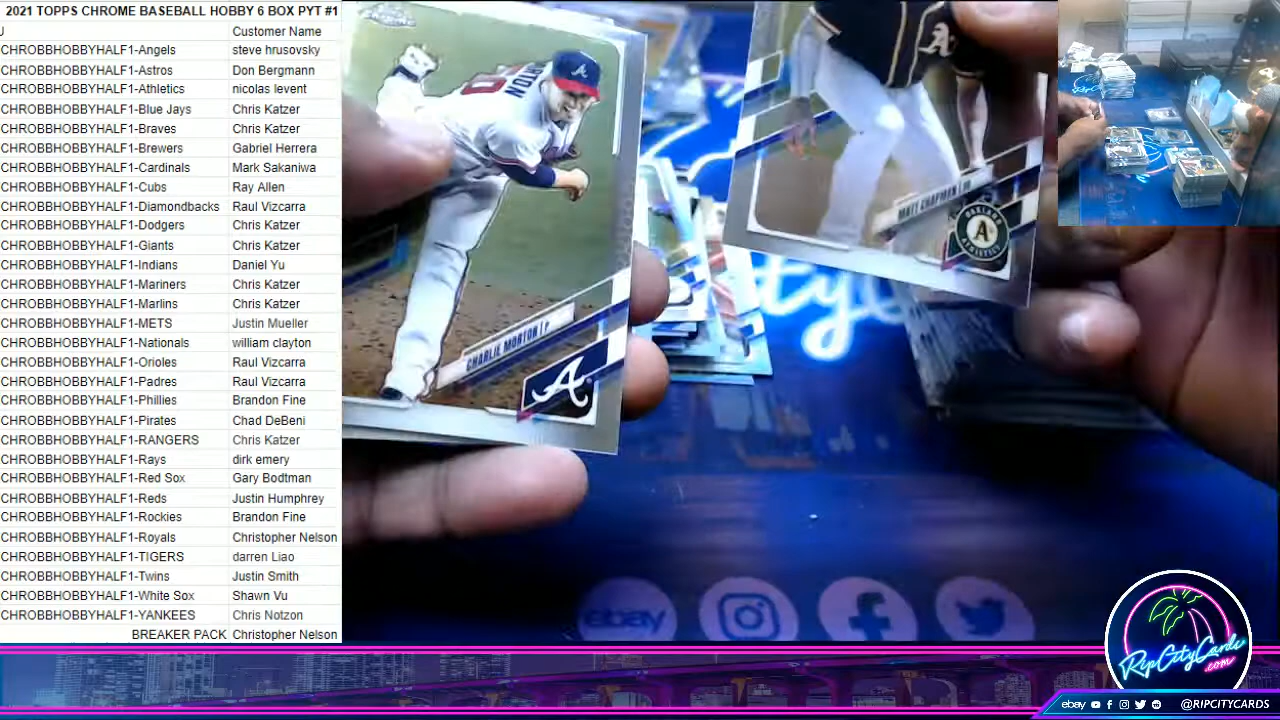 2021 TOPPS CHROME BASEBALL HOBBY 6 BOX PYT #1
Customer Name
CHROBBHOBBYHALF1-Angels steve hrusovsky
CHROBBHOBBYHALF1-Astros Don Bergmann
CHROBBHOBBYHALF1-Athletics nicolas levent
CHROBBHOBBYHALF1-Blue Jays Chris Katzer
CHROBBHOBBYHALF1-Braves Chris Katzer
CHROBBHOBBYHALF1-Brewers Gabriel Herrera
CHROBBHOBBYHALF1-Cardinals Mark Sakaniwa
CHROBBHOBBYHALF1-Cubs Ray Allen
CHROBBHOBBYHALF1-Diamondbacks Raul Vizcarra
CHROBBHOBBYHALF1-Dodgers Chris Katzer
CHROBBHOBBYHALF1-Giants Chris Katzer
CHROBBHOBBYHALF1-Indians Daniel Yu
CHROBBHOBBYHALF1-Mariners Chris Katzer
CHROBBHOBBYHALF1-Marlins Chris Katzer
CHROBBHOBBYHALF1-METS Justin Mueller
CHROBBHOBBYHALF1-Nationals william clayton
CHROBBHOBBYHALF1-Orioles Raul Vizcarra
CHROBBHOBBYHALF1-Padres Raul Vizcarra
CHROBBHOBBYHALF1-Phillies Brandon Fine
CHROBBHOBBYHALF1-Pirates Chad DeBeni
CHROBBHOBBYHALF1-RANGERS Chris Katzer
CHROBBHOBBYHALF1-Rays dirk emery
CHROBBHOBBYHALF1-Red Sox Gary Bodtman
CHROBBHOBBYHALF1-Reds Justin Humphrey
CHROBBHOBBYHALF1-Rockies Brandon Fine
CHROBBHOBBYHALF1-Royals Christopher Nelson
CHROBBHOBBYHALF1-TIGERS darren Liao
CHROBBHOBBYHALF1-Twins Justin Smith
CHROBBHOBBYHALF1-White Sox Shawn Vu
CHROBBHOBBYHALF1-YANKEES Chris Notzon
BREAKER PACK Christopher Nelson
CHARLIE MORTON | P
A
MATT CHAPMAN | 3B
OAKLAND
A's
ATHLETICS
ty
ebay
RipCityCards
.com
ebay @RIPCITYCARDS